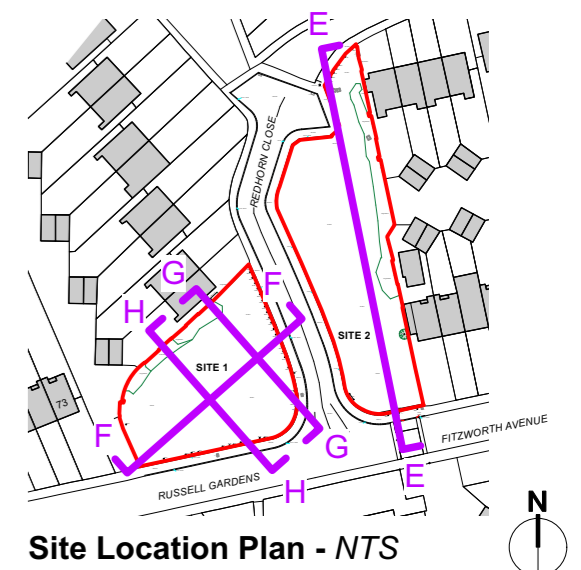 E
REDHORN CLOSE
G
F
H
SITE 2
SITE 1
73
F
G
FITZWORTH AVENUE
E
RUSSELL GARDENS
H
N
Site Location Plan - NTS